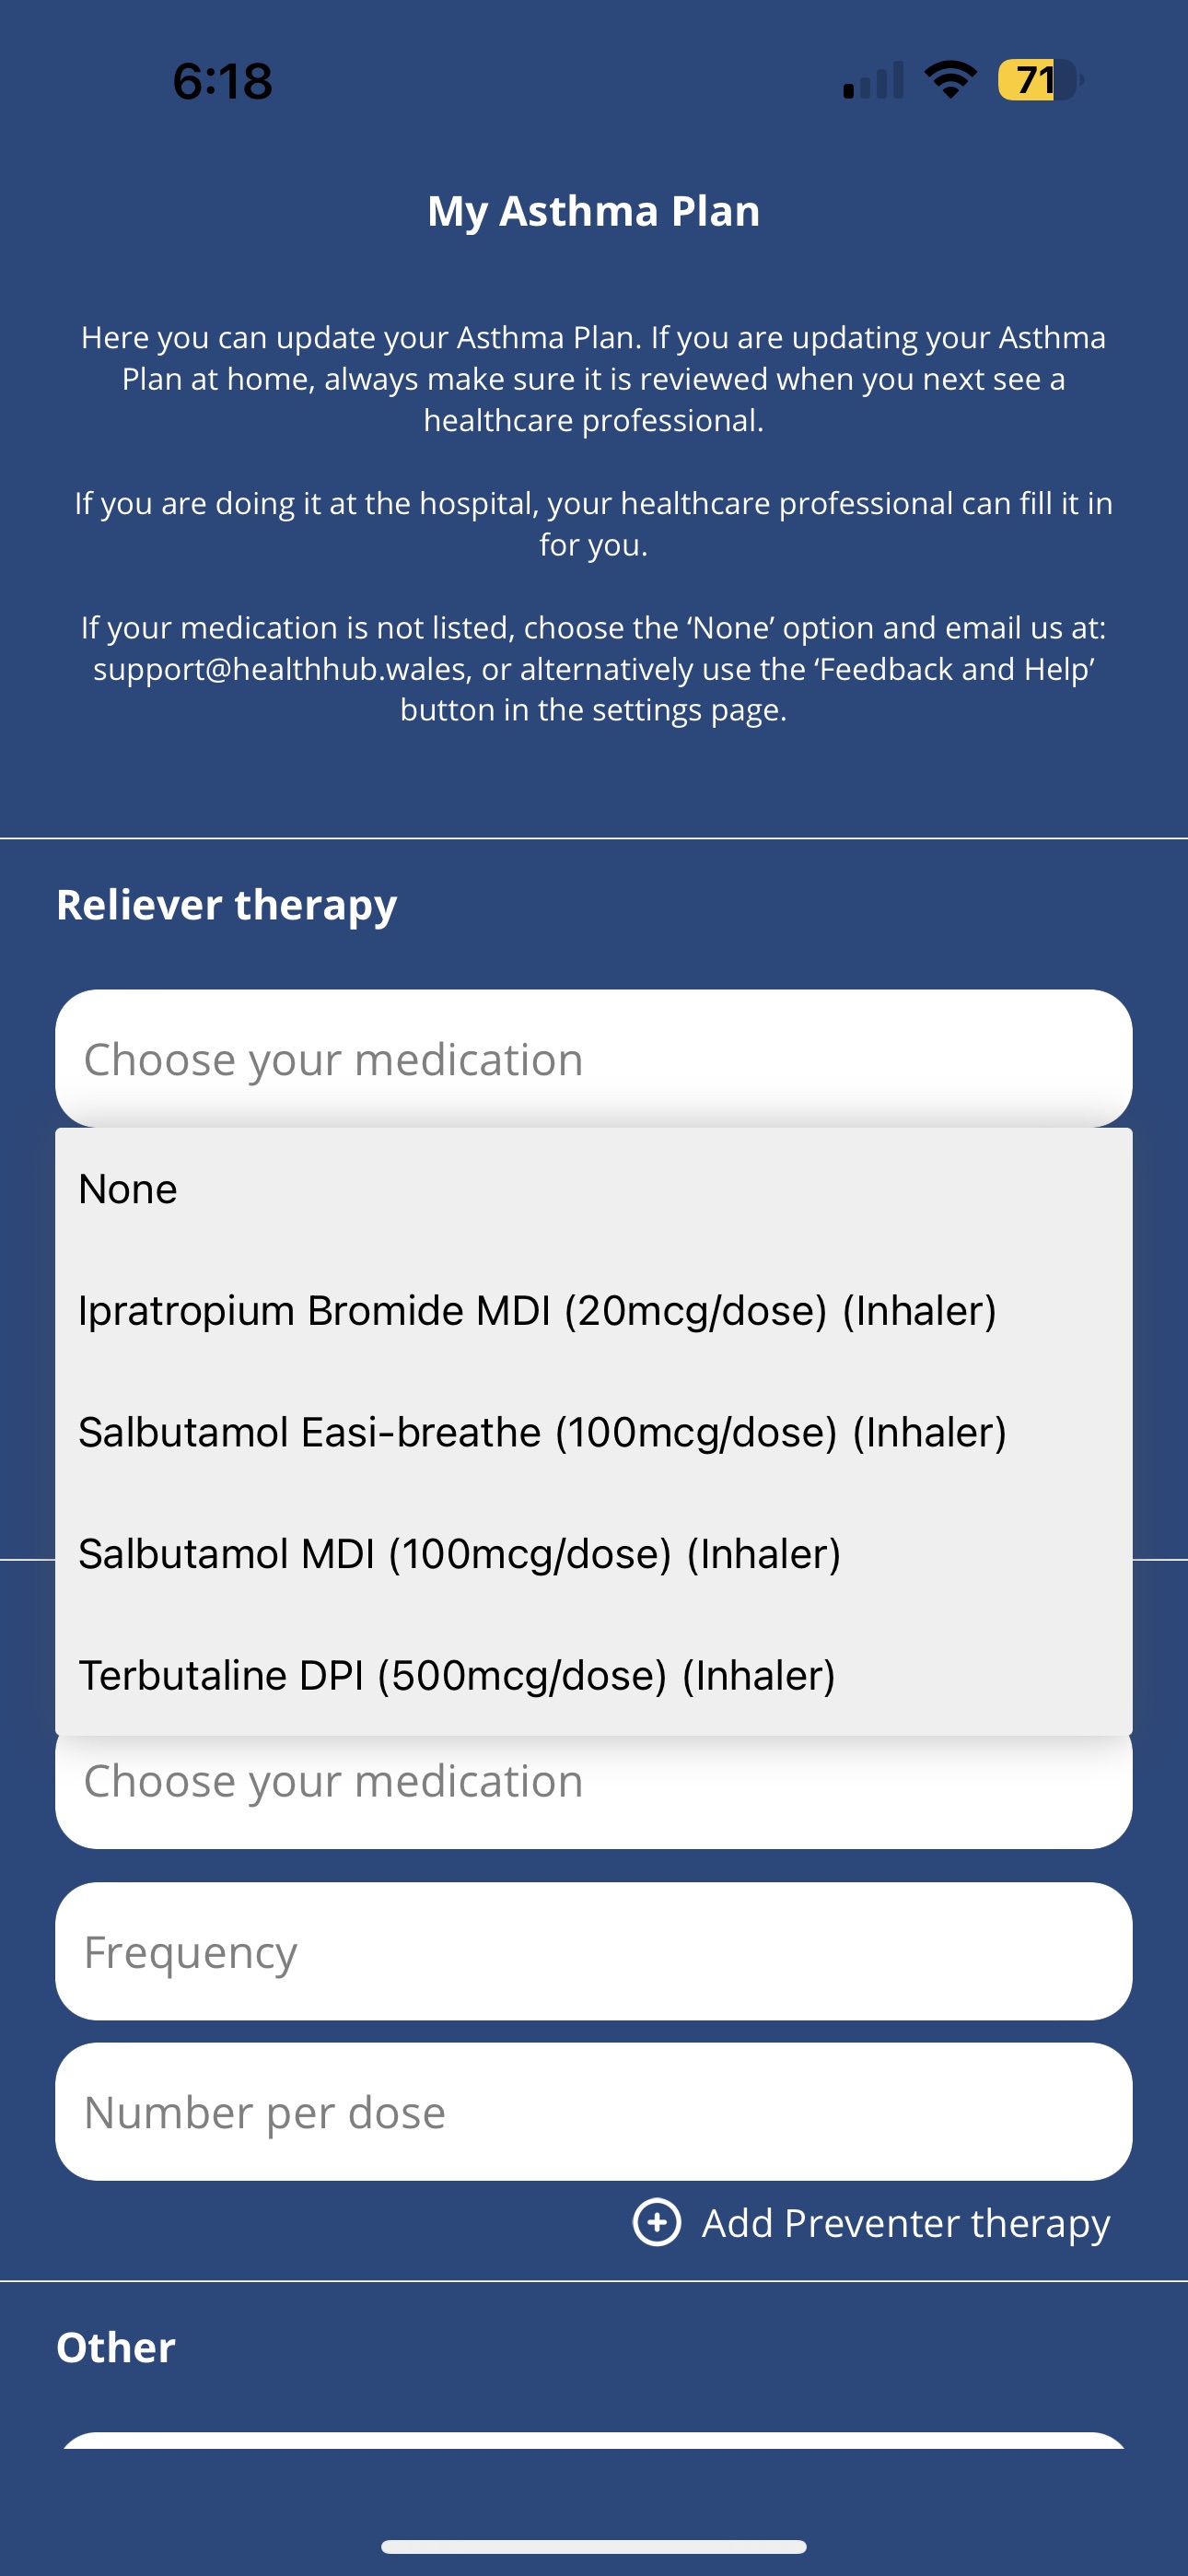 6:18
71
My Asthma Plan
Here you can update your Asthma Plan. If you are updating your Asthma
Plan at home, always make sure it is reviewed when you next see a
healthcare professional.
If you are doing it at the hospital, your healthcare professional can fill it in
for you.
If your medication is not listed, choose the ‘None’ option and email us at:
support@healthhub.wales, or alternatively use the ‘Feedback and Help’
button in the settings page.
Reliever therapy
Choose your medication
None
Ipratropium Bromide MDI (20mcg/dose) (Inhaler)
Salbutamol Easi-breathe (100mcg/dose) (Inhaler)
Salbutamol MDI (100mcg/dose) (Inhaler)
Terbutaline DPI (500mcg/dose) (Inhaler)
Choose your medication
Frequency
Number per dose
Add Preventer therapy
Other